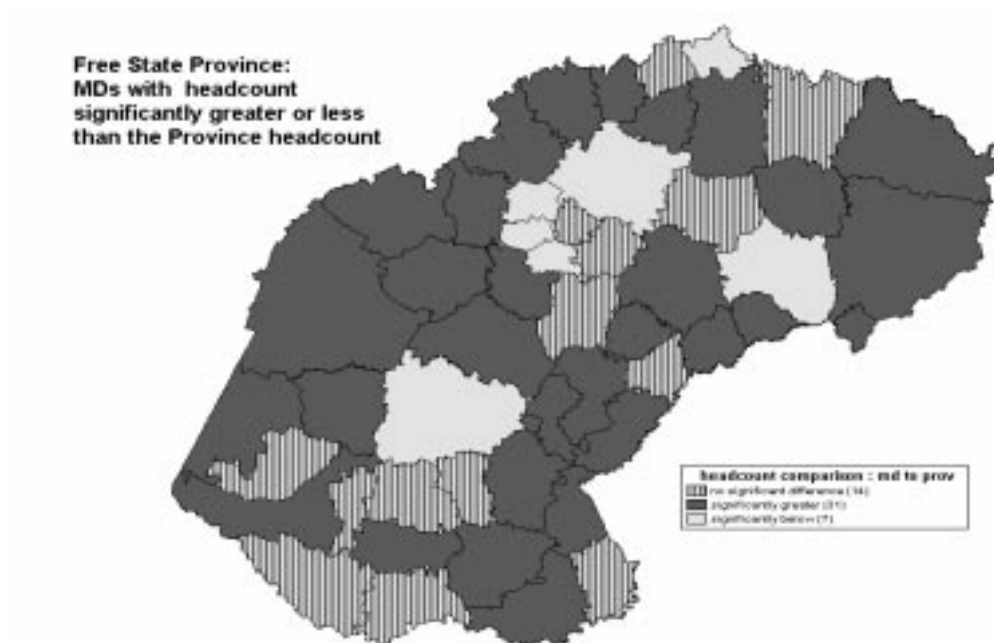 Free State Province:
MDs with headcount
significantly greater or less
than the Province headcount
headcount comparison : md to prov
no significant difference (14)
significantly greater (31)
significantly below (7)